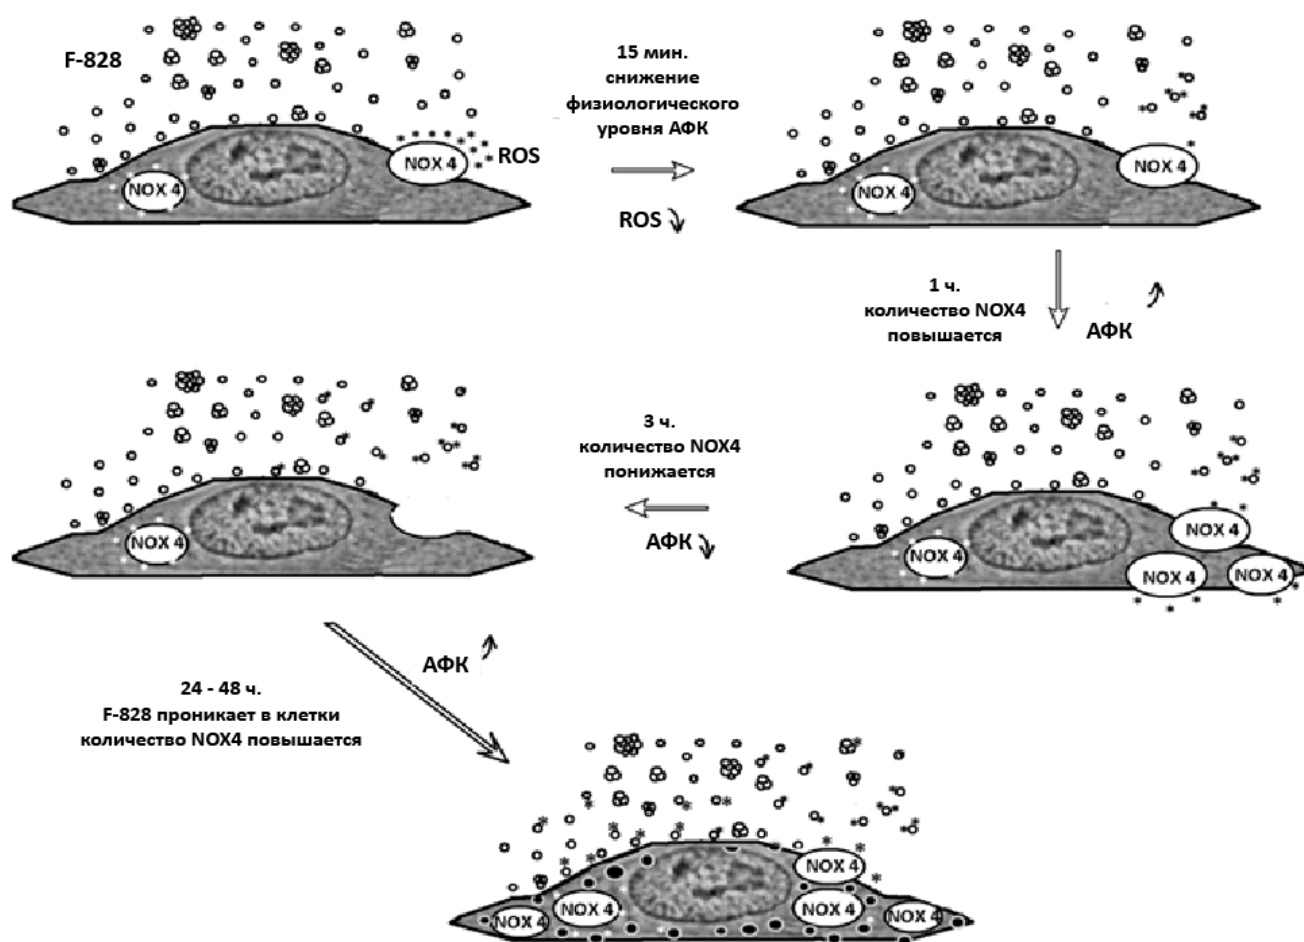 F-828
NOX 4
NOX 4
ROS
15 мин.
снижение
физиологического
уровня АФК
ROS
NOX 4
NOX 4
1 ч.
количество NOX4
повышается
АФК
NOX 4
NOX 4
NOX 4
NOX 4
3 ч.
количество NOX4
понижается
АФК
NOX 4
24 - 48 ч.
F-828 проникает в клетки
количество NOX4 повышается
АФК
NOX 4
NOX 4
NOX 4
NOX 4
NOX 4